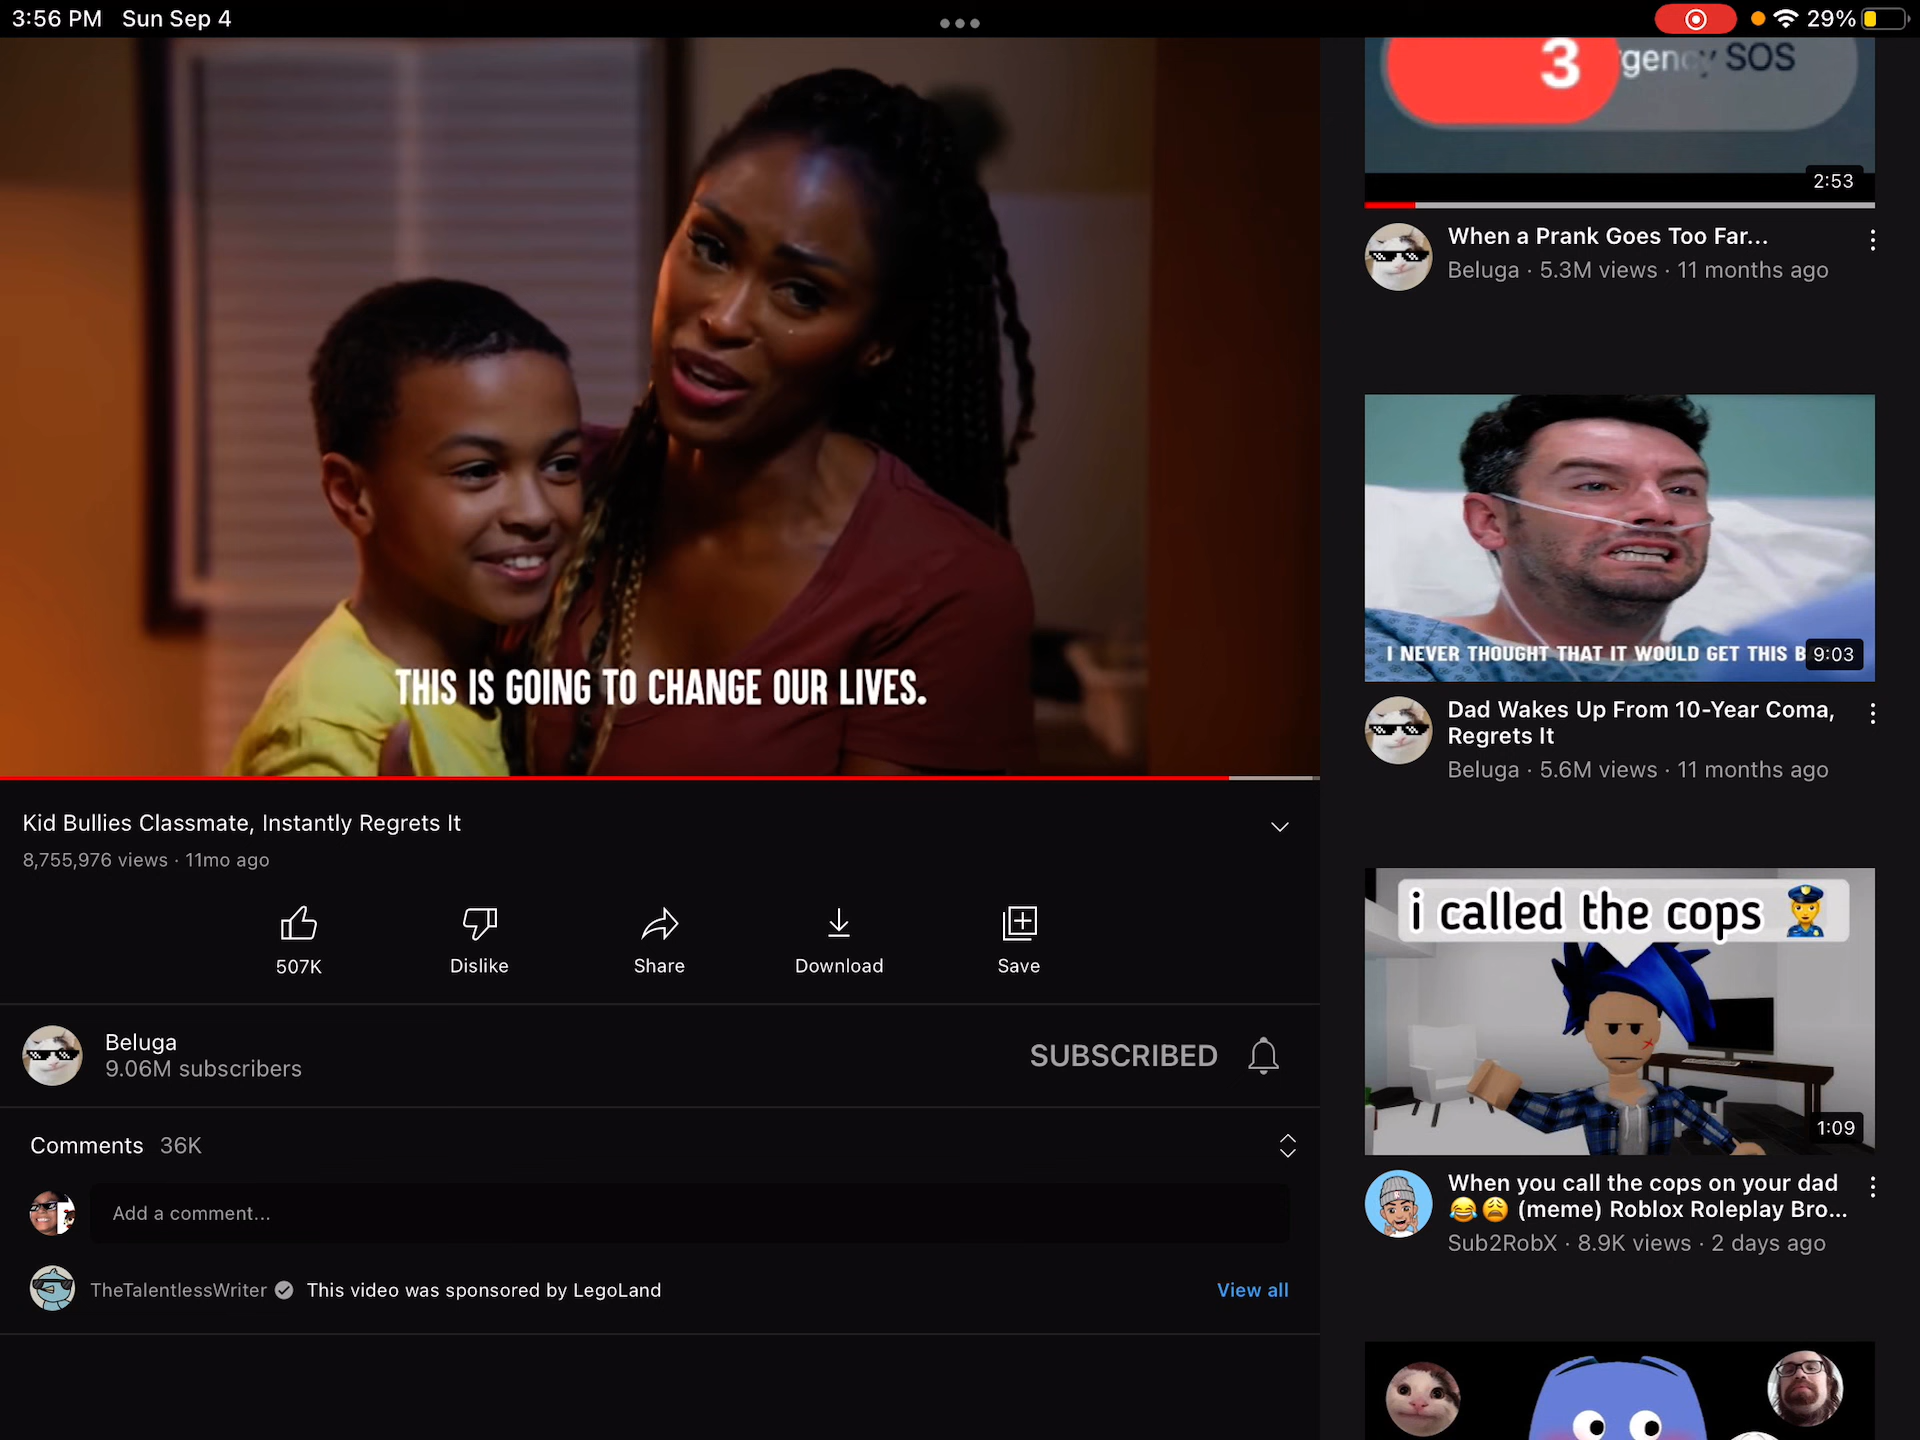 3:56 PM Sun Sep 4
29%
THIS IS GOING TO CHANGE OUR LIVES.
Kid Bullies Classmate, Instantly Regrets It
8,755,976 views · 11mo ago
507K
Dislike
Share
Download
Save
Beluga
9.06M subscribers
SUBSCRIBED
Comments 36K
Add a comment...
TheTalentlessWriter This video was sponsored by LegoLand
View all
3
SOS
2:53
When a Prank Goes Too Far...
Beluga · 5.3M views · 11 months ago
I NEVER THOUGHT THAT IT WOULD GET THIS B
9:03
Dad Wakes Up From 10-Year Coma,
Regrets It
Beluga · 5.6M views · 11 months ago
i called the cops 👮
1:09
When you call the cops on your dad
😂😩 (meme) Roblox Roleplay Bro...
Sub2RobX · 8.9K views · 2 days ago